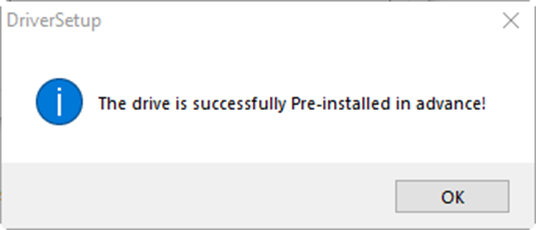 DriverSetup
The drive is successfully Pre-installed in advance!
OK